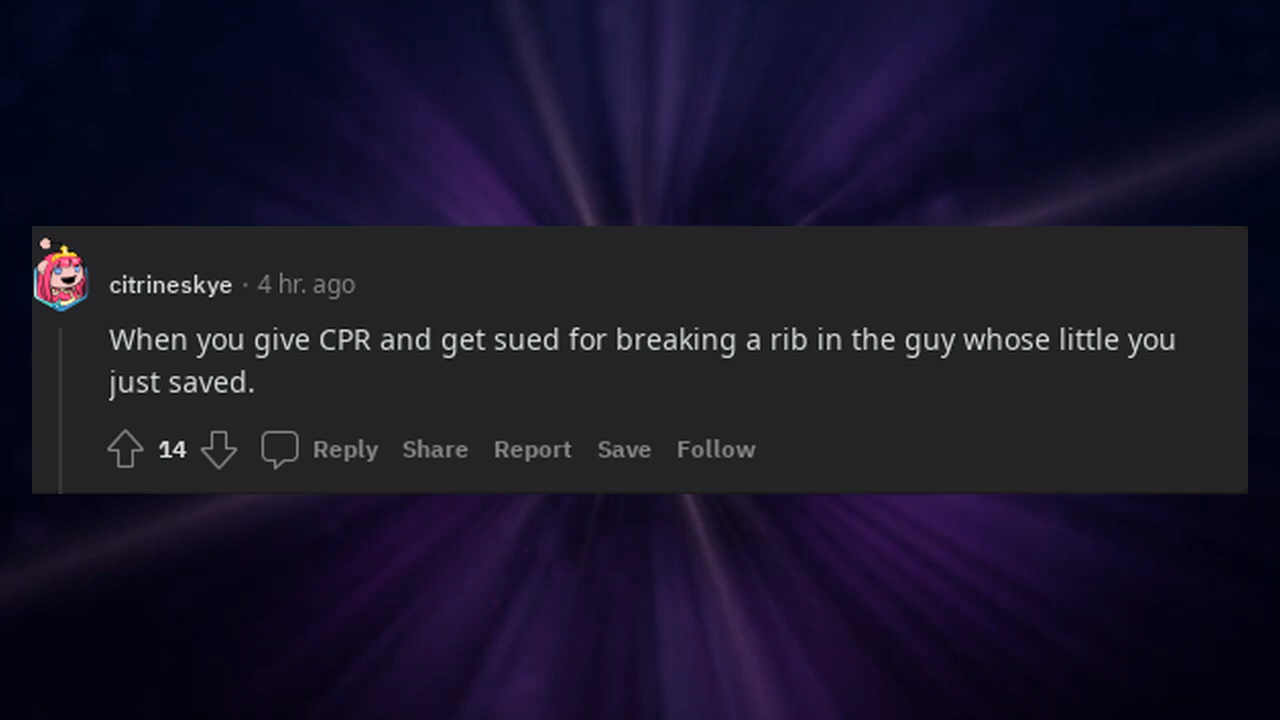 citrineskye · 4 hr. ago
When you give CPR and get sued for breaking a rib in the guy whose little you
just saved.
14 Reply Share Report Save Follow